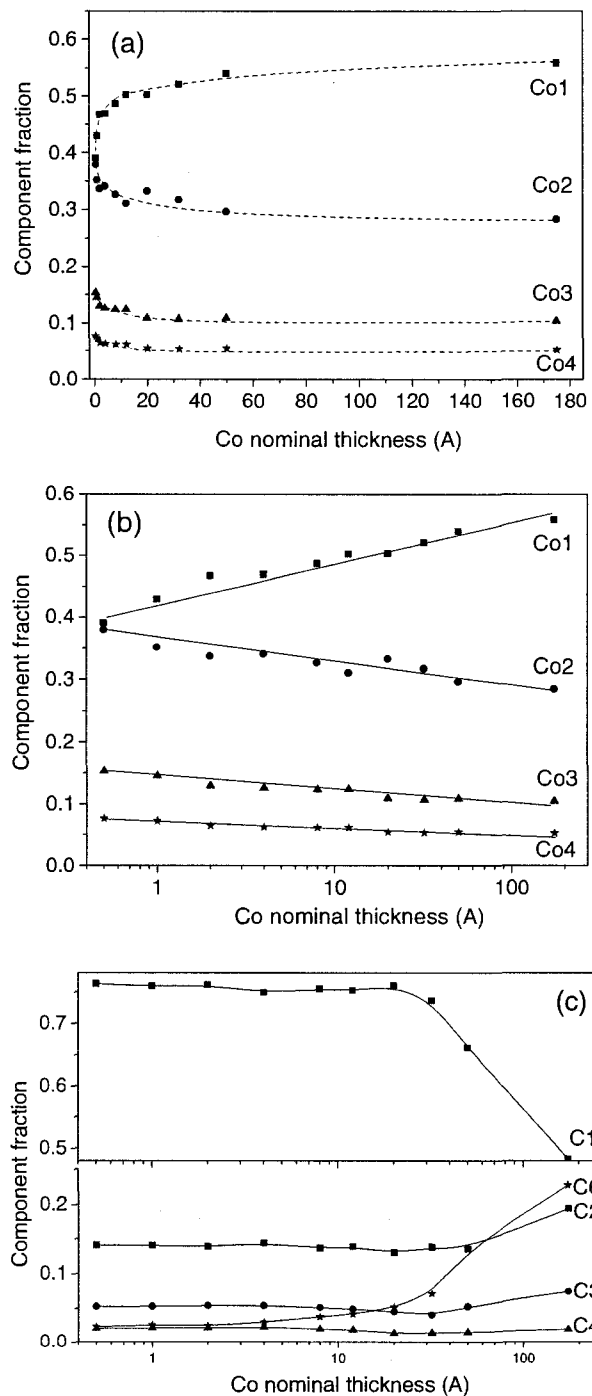 (a)
0.6
0.5
0.4
0.3
0.2
0.1
0.0
Component fraction
Co1
Co2
Co3
Co4
0 20 40 60 80 100 120 140 160 180
Co nominal thickness (A)
(b)
0.6
0.5
0.4
0.3
0.2
0.1
0.0
Component fraction
Co1
Co2
Co3
Co4
1 10 100
Co nominal thickness (A)
(c)
0.7
0.6
0.5
C1
1 10 100
Component fraction
0.2
0.1
0.0
C6
C2
C3
C4
1 10 100
Co nominal thickness (A)